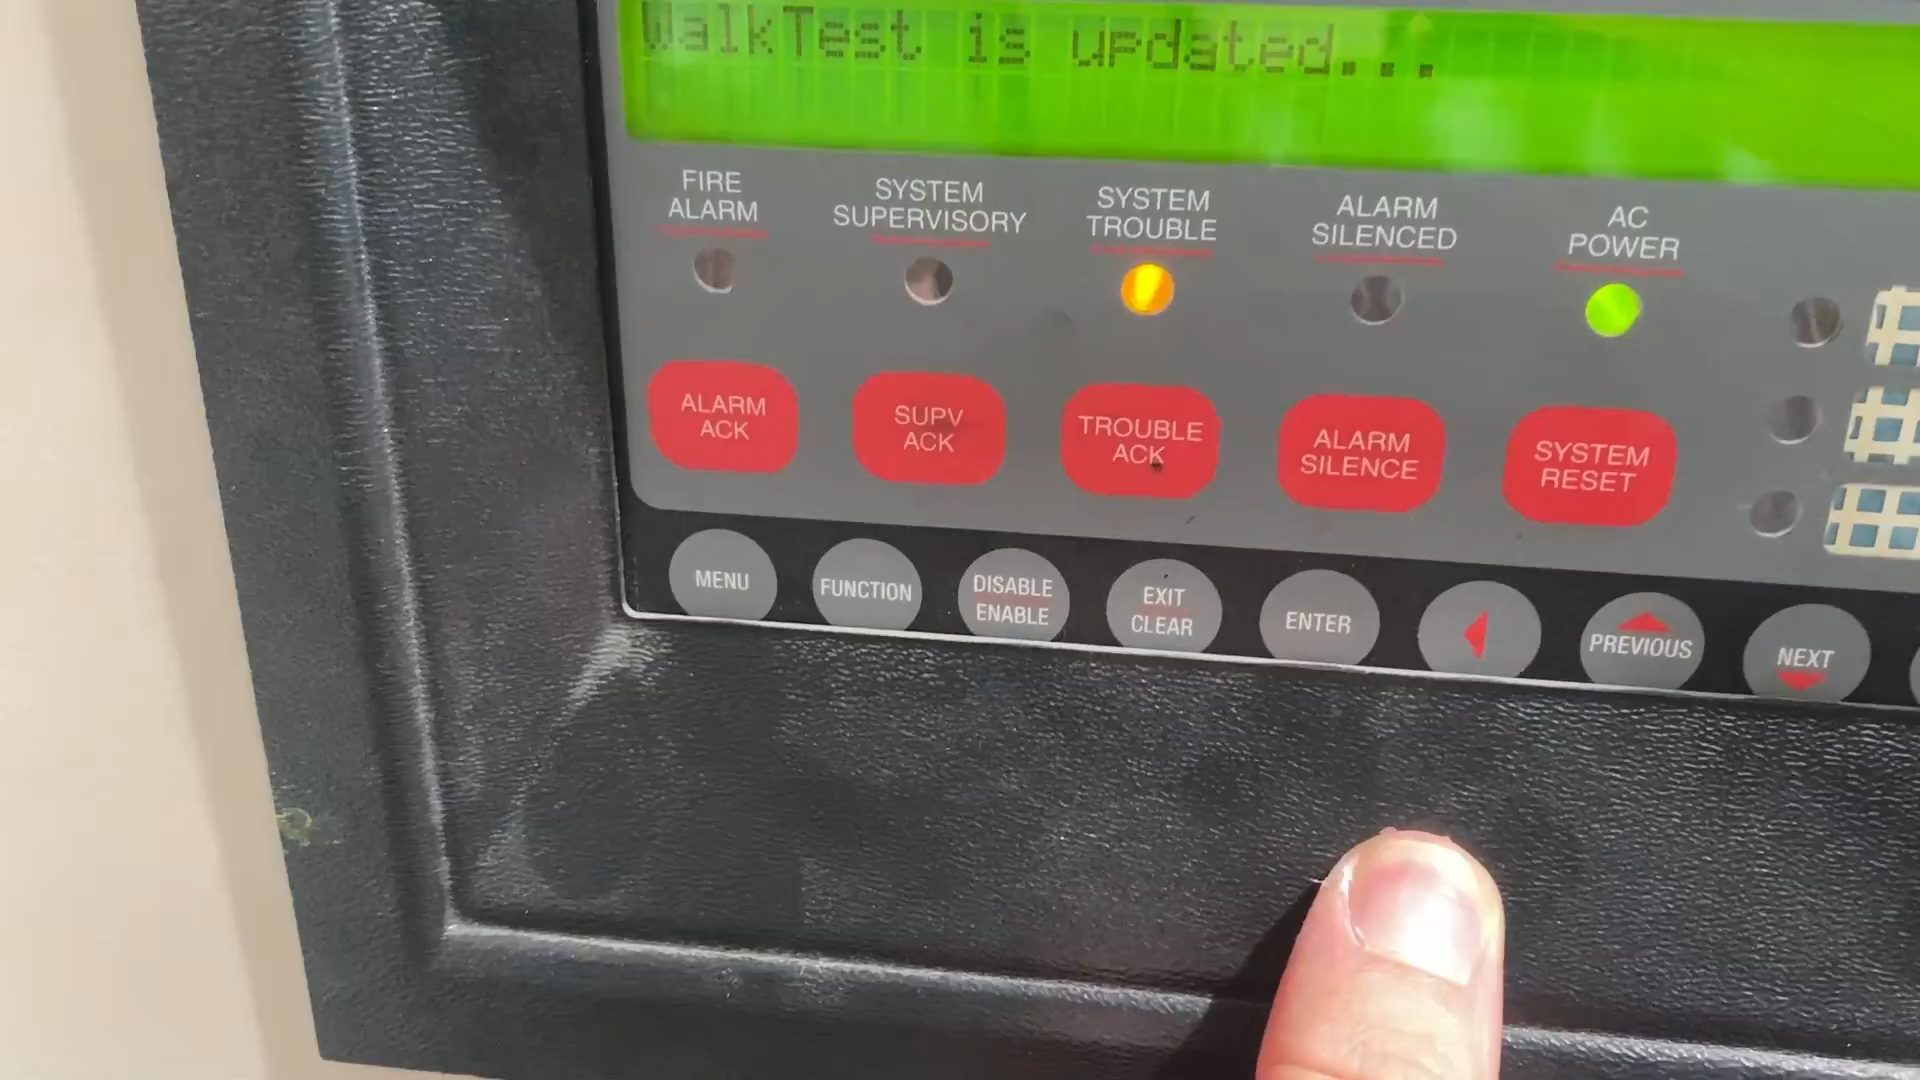 WalkTest is updated...
FIRE
ALARM
SYSTEM
SUPERVISORY
SYSTEM
TROUBLE
ALARM
SILENCED
AC
POWER
ALARM
ACK
SUPV
ACK
TROUBLE
ACK
ALARM
SILENCE
SYSTEM
RESET
MENU
FUNCTION
DISABLE
ENABLE
EXIT
CLEAR
ENTER
PREVIOUS
NEXT